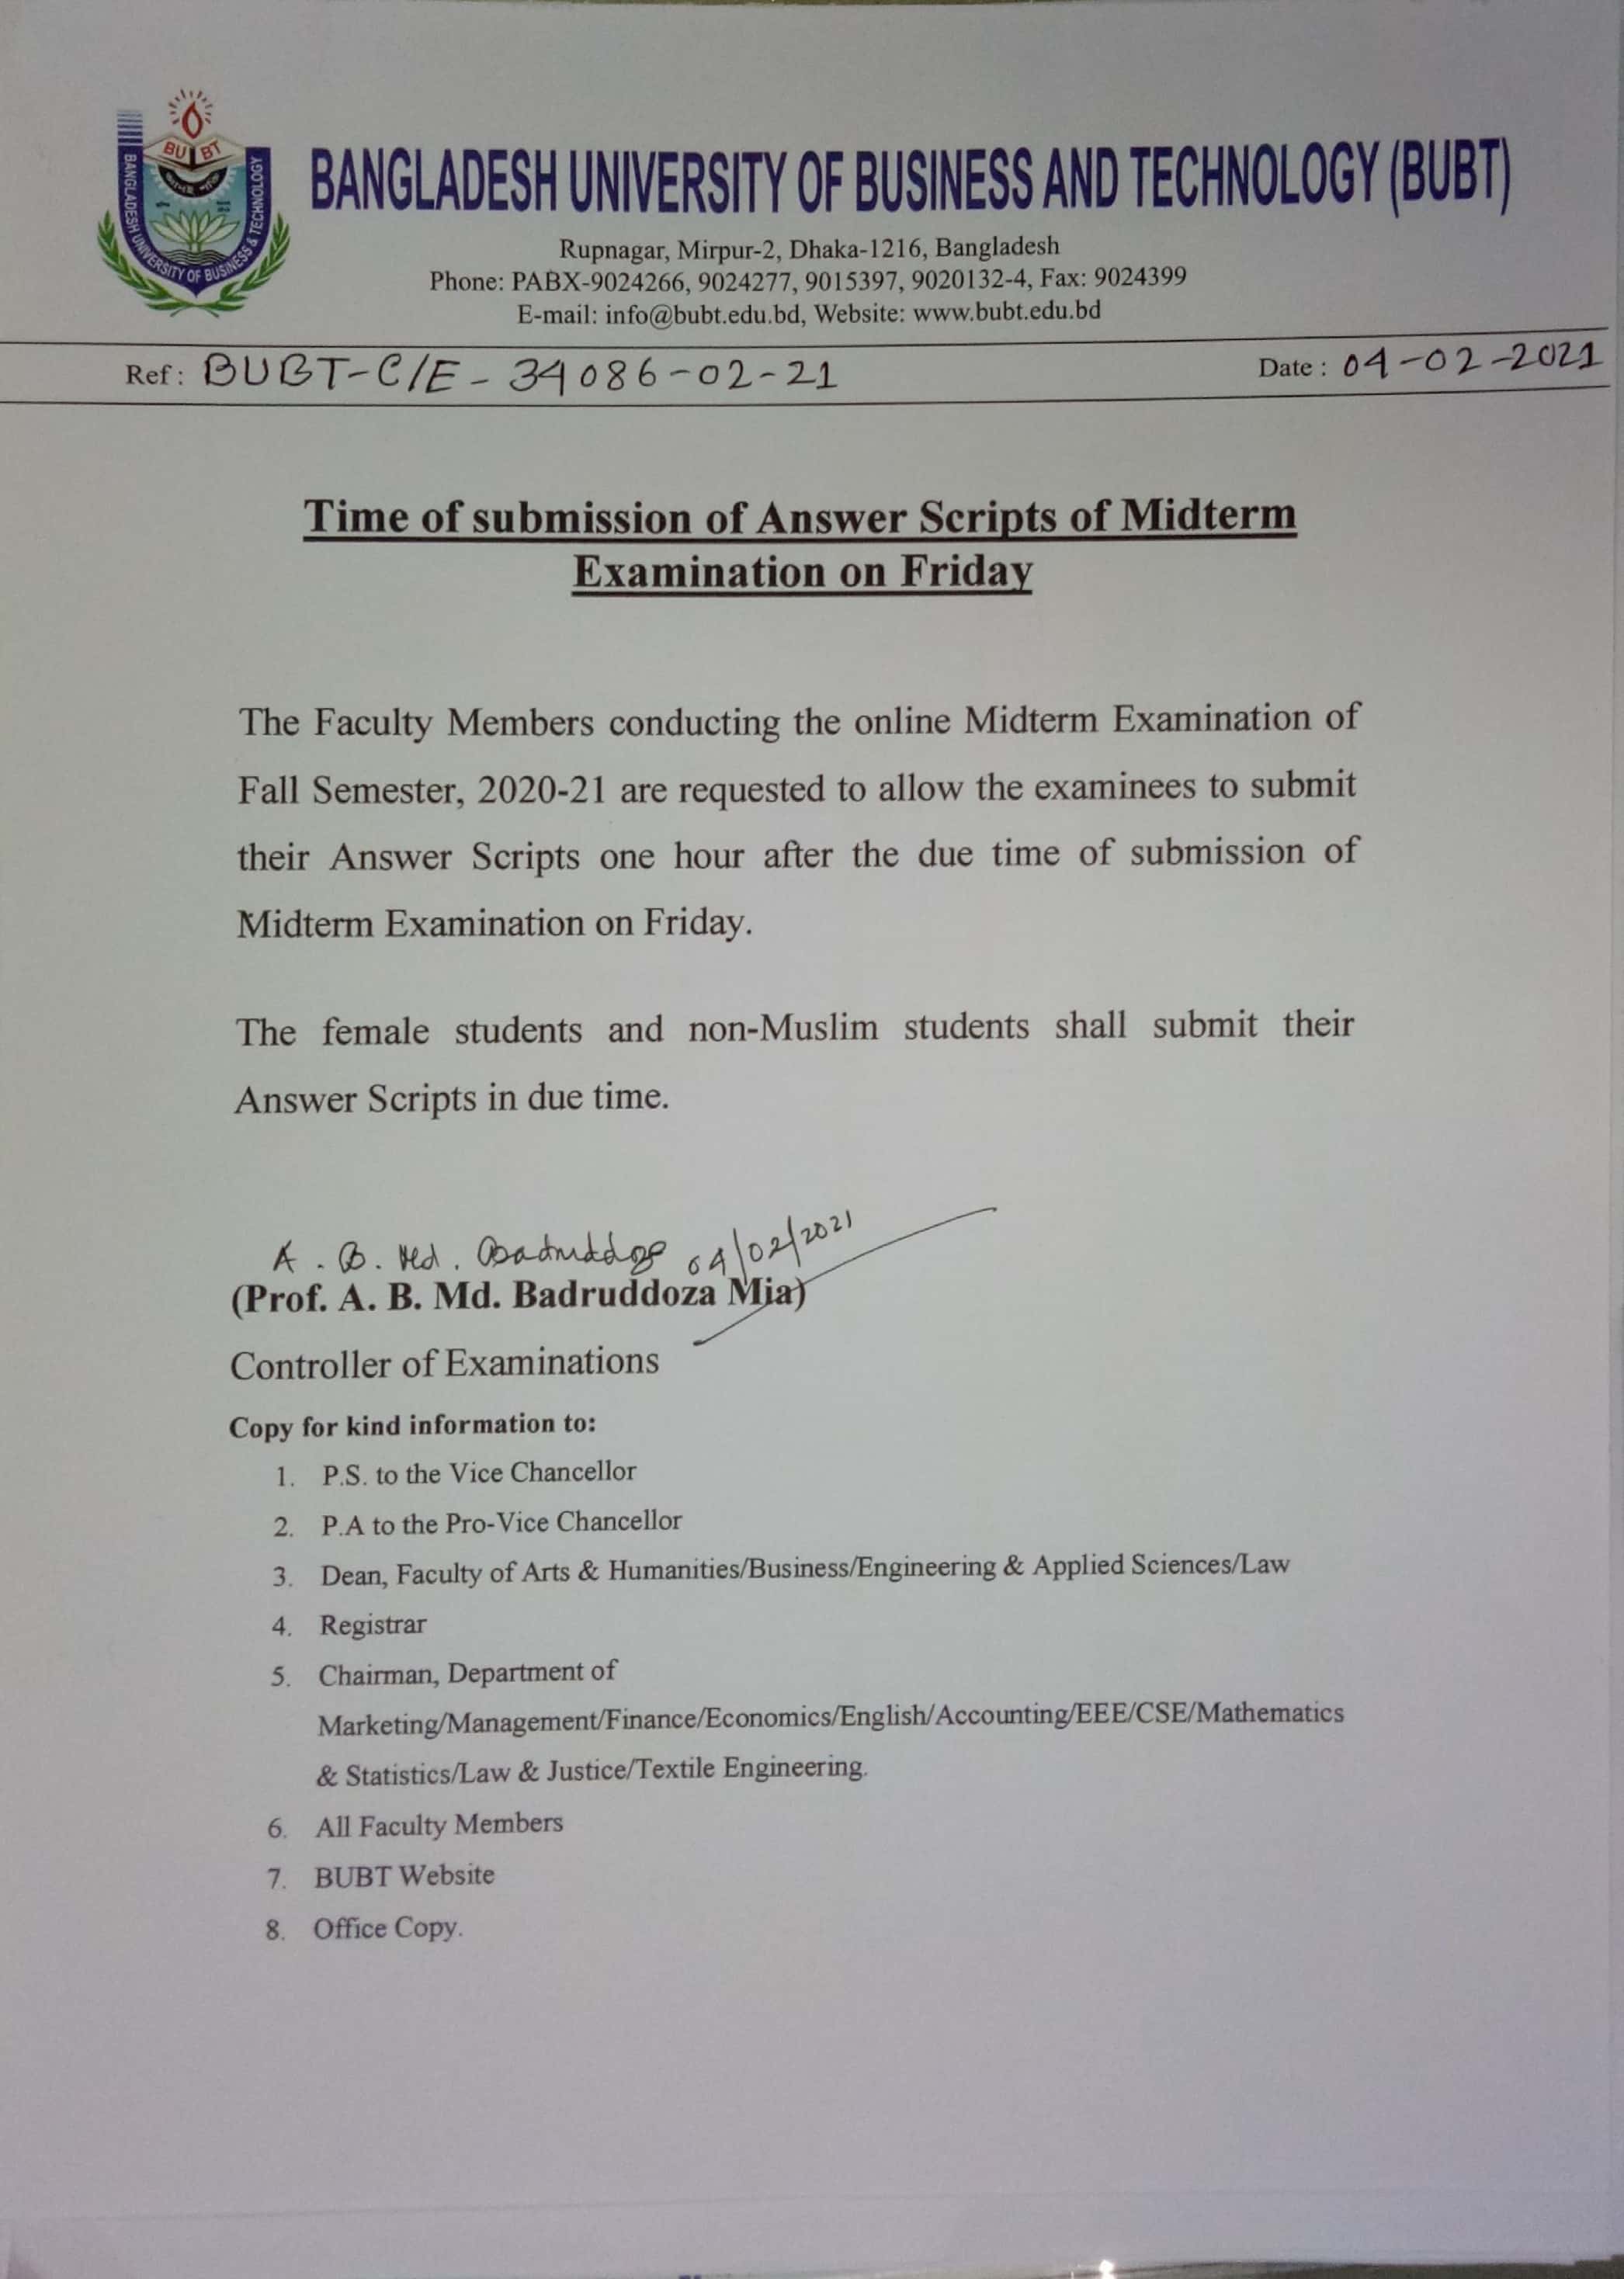 BU BT
BANGLADESH UNIVERSITY OF BUSINESS & TECHNOLOGY
BANGLADESH UNIVERSITY OF BUSINESS AND TECHNOLOGY (BUBT)
Rupnagar, Mirpur-2, Dhaka-1216, Bangladesh
Phone: PABX-9024266, 9024277, 9015397, 9020132-4, Fax: 9024399
E-mail: info@bubt.edu.bd, Website: www.bubt.edu.bd
Ref: BUBT-C/E-34086-02-21 Date: 04-02-2021
Time of submission of Answer Scripts of Midterm
Examination on Friday
The Faculty Members conducting the online Midterm Examination of
Fall Semester, 2020-21 are requested to allow the examinees to submit
their Answer Scripts one hour after the due time of submission of
Midterm Examination on Friday.
The female students and non-Muslim students shall submit their
Answer Scripts in due time.
A. B. Md. Badruddoza 04/02/2021
(Prof. A. B. Md. Badruddoza Mia)
Controller of Examinations
Copy for kind information to:
1. P.S. to the Vice Chancellor
2. P.A to the Pro-Vice Chancellor
3. Dean, Faculty of Arts & Humanities/Business/Engineering & Applied Sciences/Law
4. Registrar
5. Chairman, Department of
Marketing/Management/Finance/Economics/English/Accounting/EEE/CSE/Mathematics
& Statistics/Law & Justice/Textile Engineering.
6. All Faculty Members
7. BUBT Website
8. Office Copy.